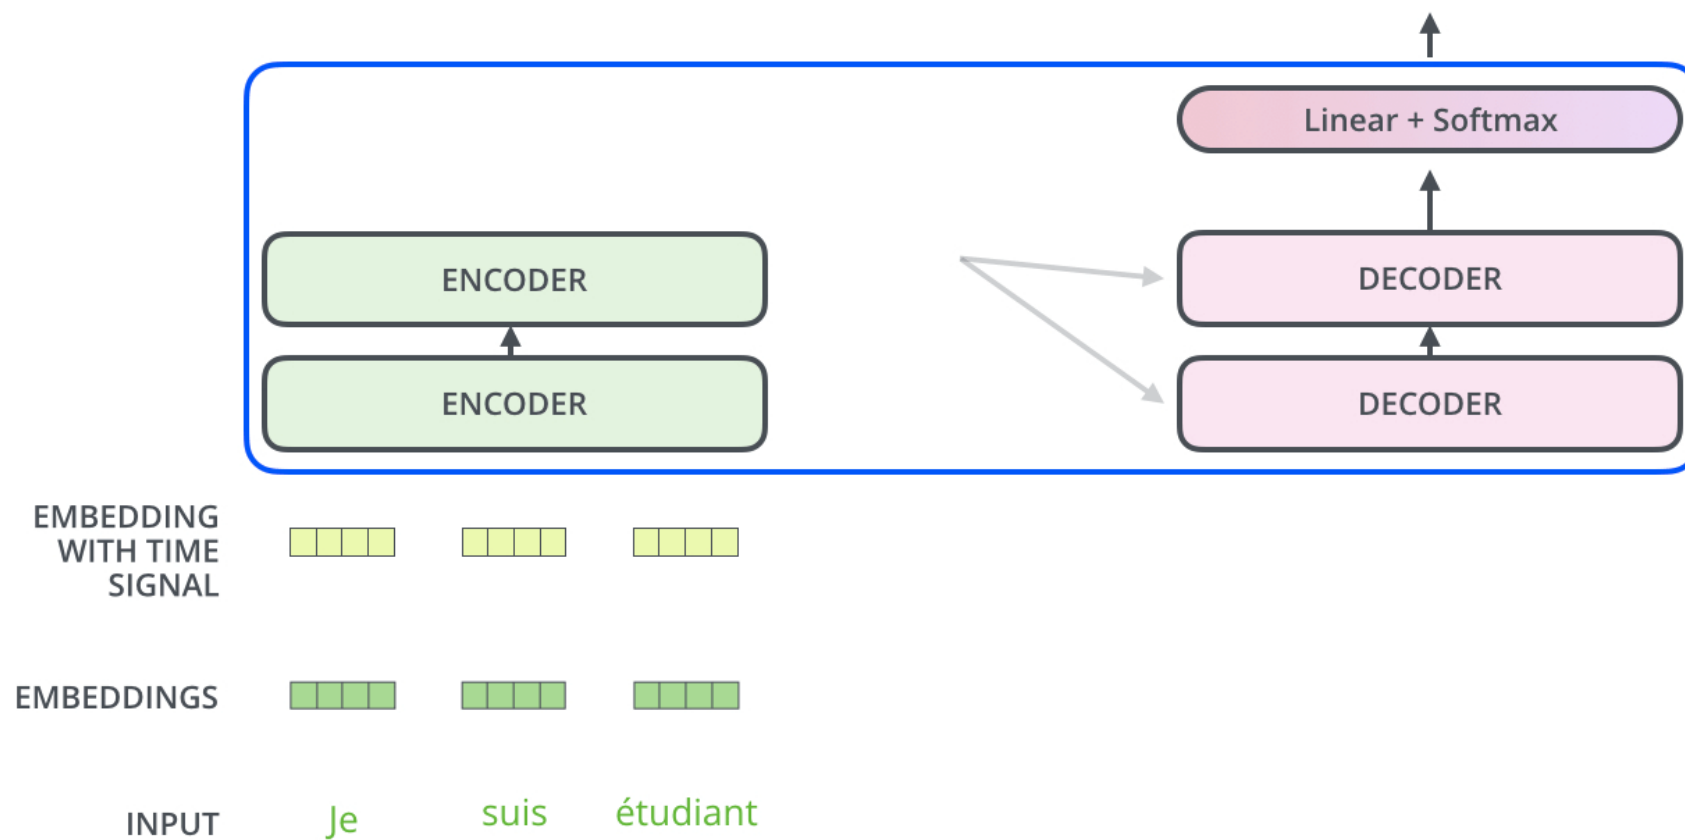 Linear + Softmax
ENCODER
DECODER
ENCODER
DECODER
EMBEDDING
WITH TIME
SIGNAL
EMBEDDINGS
INPUT Je suis étudiant